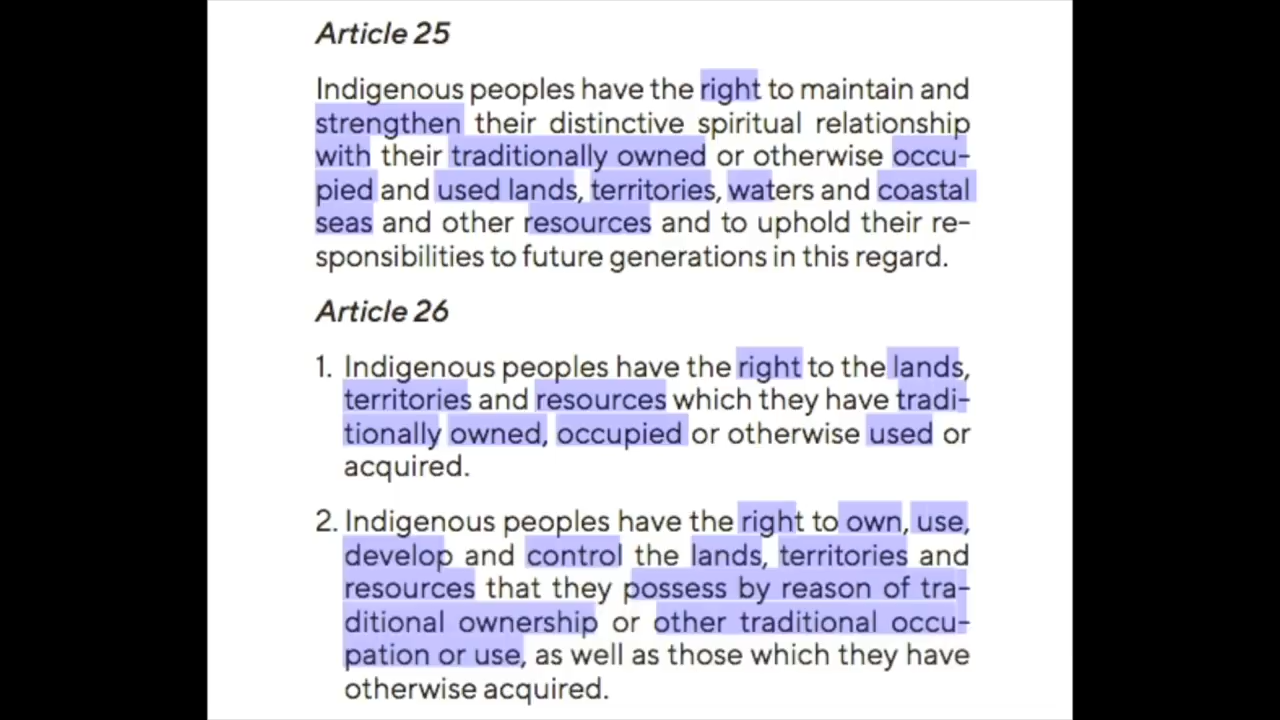 Article 25
Indigenous peoples have the right to maintain and
strengthen their distinctive spiritual relationship
with their traditionally owned or otherwise occu-
pied and used lands, territories, waters and coastal
seas and other resources and to uphold their re-
sponsibilities to future generations in this regard.
Article 26
1. Indigenous peoples have the right to the lands,
territories and resources which they have tradi-
tionally owned, occupied or otherwise used or
acquired.
2. Indigenous peoples have the right to own, use,
develop and control the lands, territories and
resources that they possess by reason of tra-
ditional ownership or other traditional occu-
pation or use, as well as those which they have
otherwise acquired.